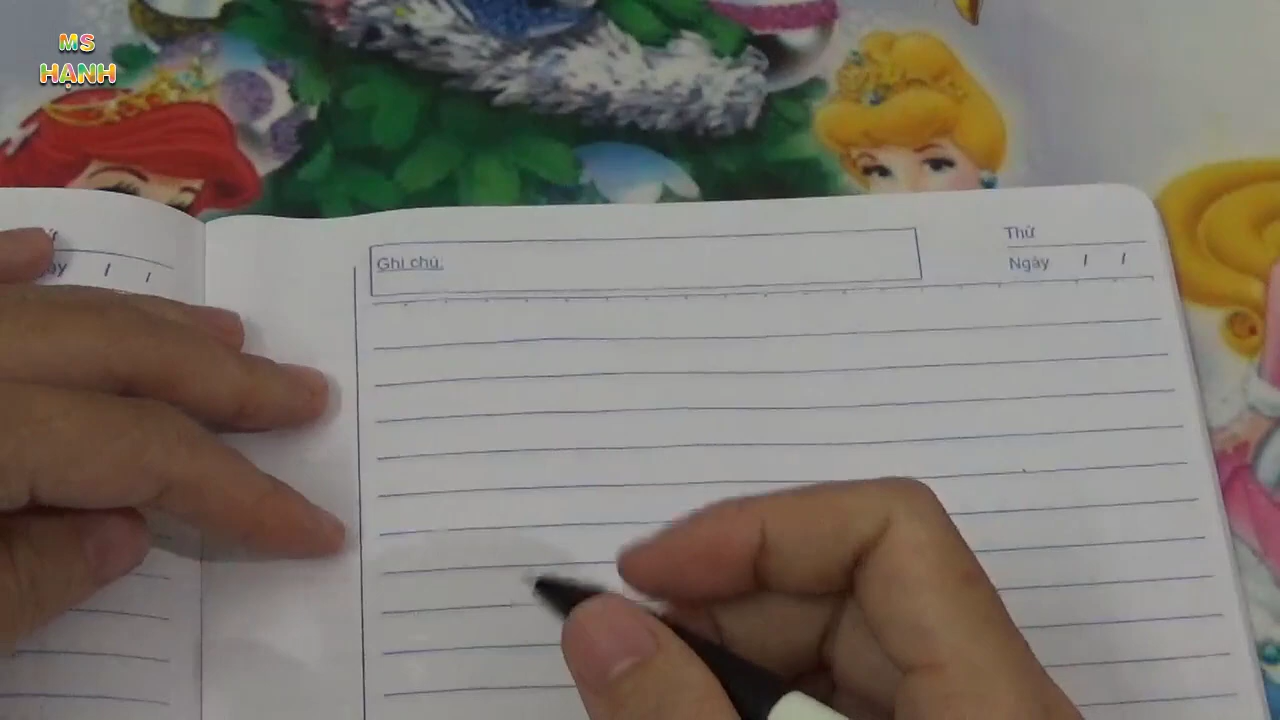 MS
HẠNH
Ghi chú:
Thứ
Ngày / /